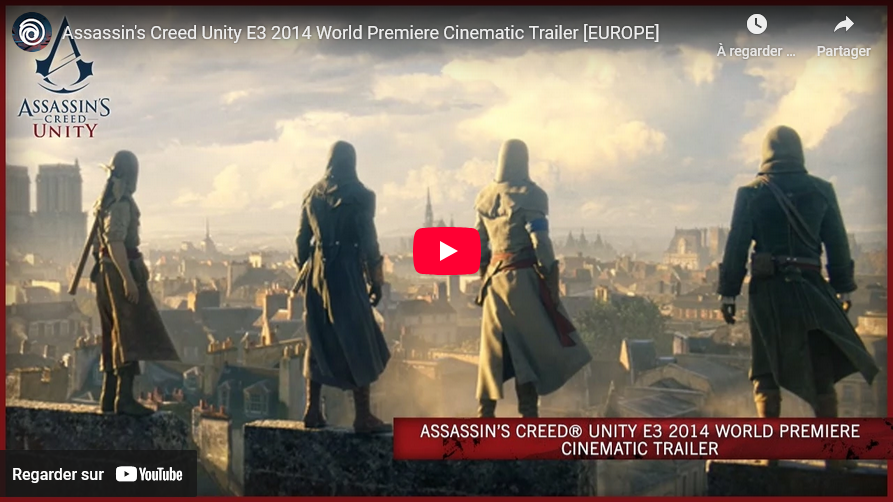 Assassin's Creed Unity E3 2014 World Premiere Cinematic Trailer [EUROPE]
À regarder ...
Partager
ASSASSIN'S
CREED
UNITY
ASSASSIN'S CREED® UNITY E3 2014 WORLD PREMIERE
CINEMATIC TRAILER
Regarder sur YouTube